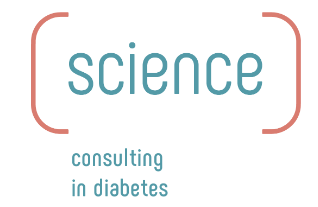 science
consulting
in diabetes